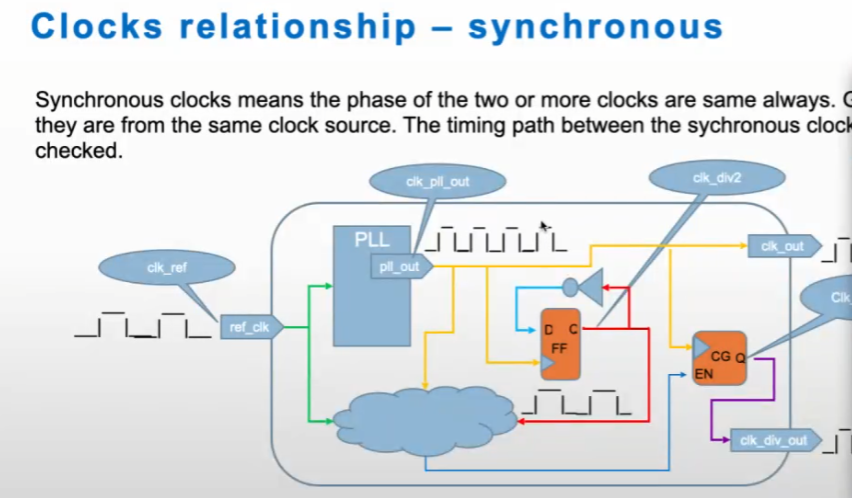 Clocks relationship – synchronous
Synchronous clocks means the phase of the two or more clocks are same always.
they are from the same clock source. The timing path between the sychronous clock
checked.
clk_pll_out
clk_div2
PLL
clk_ref
pll_out
clk_out
Clk
ref_clk
D C
FF
CG Q
EN
clk_div_out